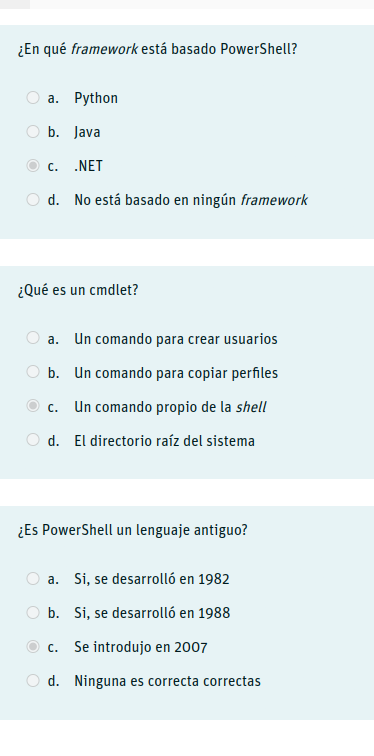 ¿En qué framework está basado PowerShell?
a. Python
b. Java
c. .NET
d. No está basado en ningún framework
¿Qué es un cmdlet?
a. Un comando para crear usuarios
b. Un comando para copiar perfiles
c. Un comando propio de la shell
d. El directorio raíz del sistema
¿Es PowerShell un lenguaje antiguo?
a. Si, se desarrolló en 1982
b. Si, se desarrolló en 1988
c. Se introdujo en 2007
d. Ninguna es correcta correctas